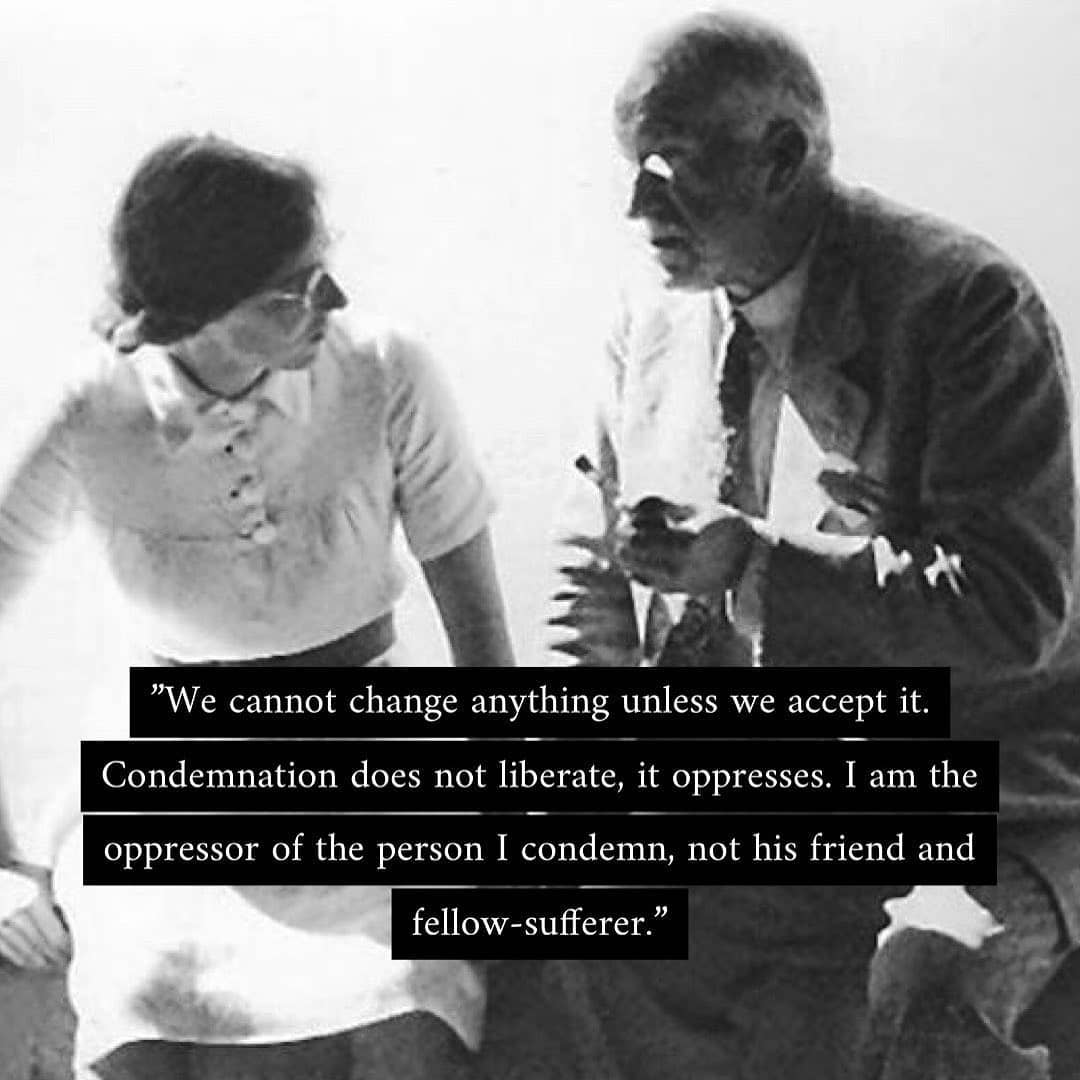 ”We cannot change anything unless we accept it.
Condemnation does not liberate, it oppresses. I am the
oppressor of the person I condemn, not his friend and
fellow-sufferer.”